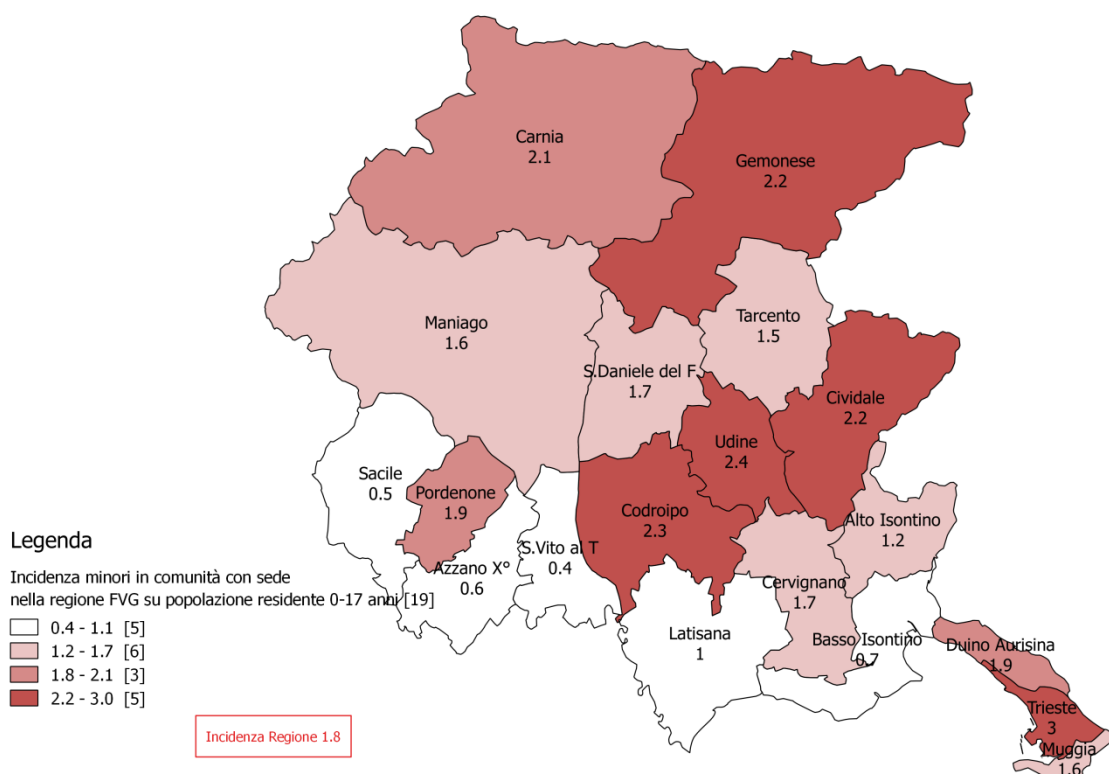 Carnia
2.1
Gemonese
2.2
Maniago
1.6
Tarcento
1.5
S.Daniele del F.
1.7
Cividale
2.2
Udine
2.4
Sacile
0.5
Pordenone
1.9
Codroipo
2.3
Alto Isontino
1.2
S.Vito al T
0.4
Azzano X°
0.6
Cervignano
1.7
Latisana
1
Basso Isontino
0.7
Duino Aurisina
1.9
Trieste
3
Muggia
1.6
Legenda
Incidenza minori in comunità con sede
nella regione FVG su popolazione residente 0-17 anni [19]
0.4 - 1.1 [5]
1.2 - 1.7 [6]
1.8 - 2.1 [3]
2.2 - 3.0 [5]
Incidenza Regione 1.8